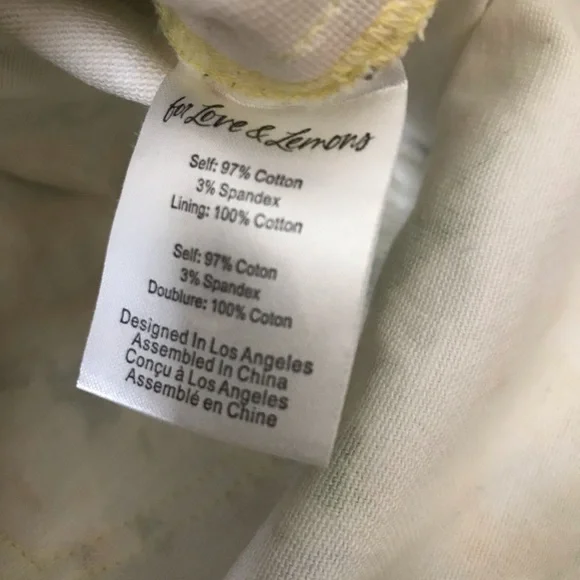 for Love & Lemons
Self: 97% Cotton
3% Spandex
Lining: 100% Cotton
Self: 97% Coton
3% Spandex
Doublure: 100% Coton
Designed In Los Angeles
Assembled In China
Conçu à Los Angeles
Assemblé en Chine